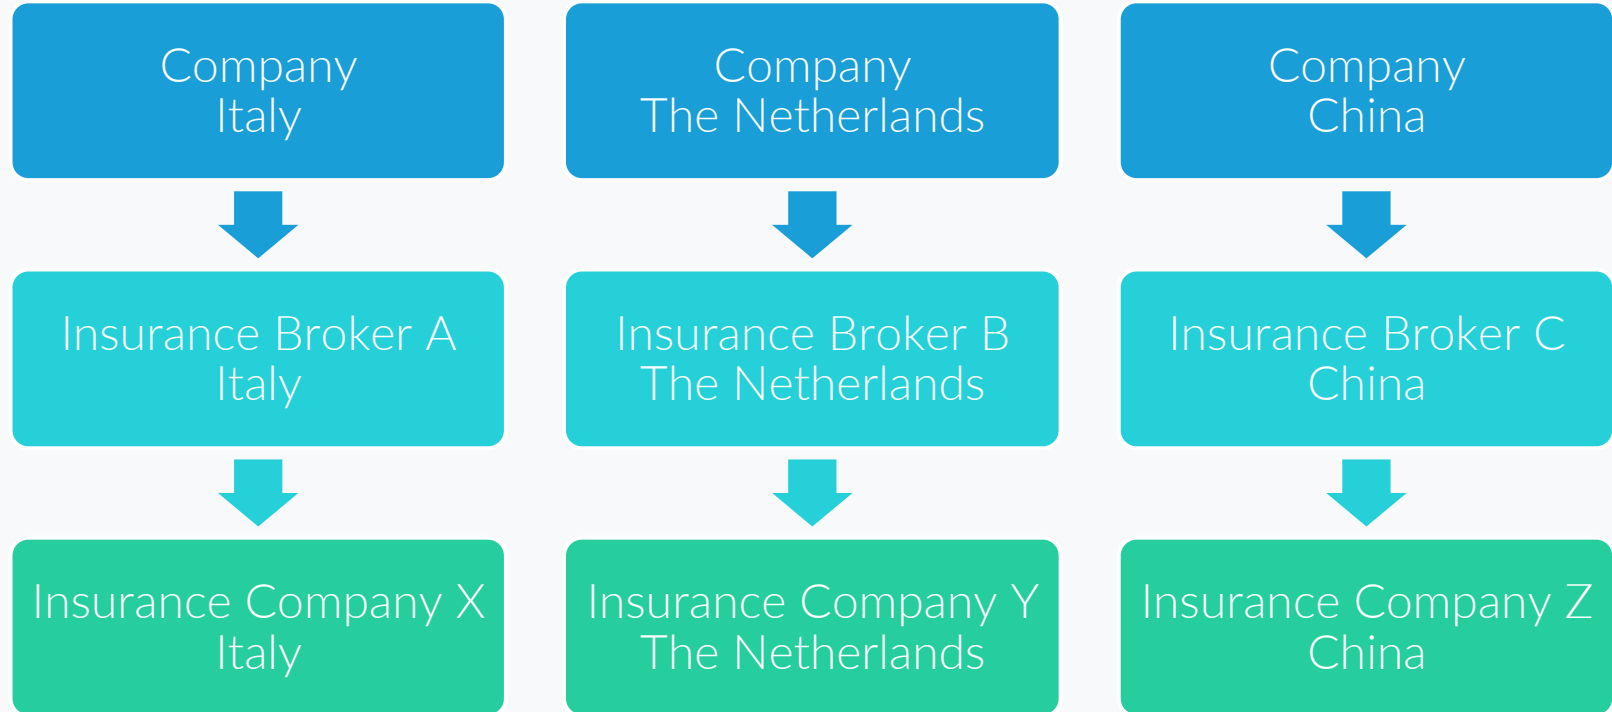 Company
Italy
Company
The Netherlands
Company
China
Insurance Broker A
Italy
Insurance Broker B
The Netherlands
Insurance Broker C
China
Insurance Company X
Italy
Insurance Company Y
The Netherlands
Insurance Company Z
China